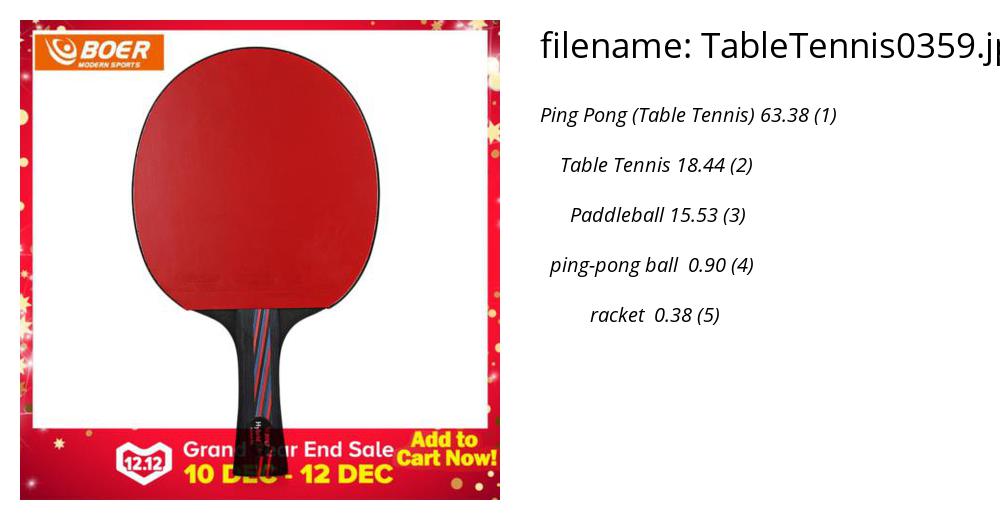 BOER
MODERN SPORTS
12.12
Grand Year End Sale
10 DEC - 12 DEC
Add to
Cart Now!
filename: TableTennis0359.j
Ping Pong (Table Tennis) 63.38 (1)
Table Tennis 18.44 (2)
Paddleball 15.53 (3)
ping-pong ball 0.90 (4)
racket 0.38 (5)